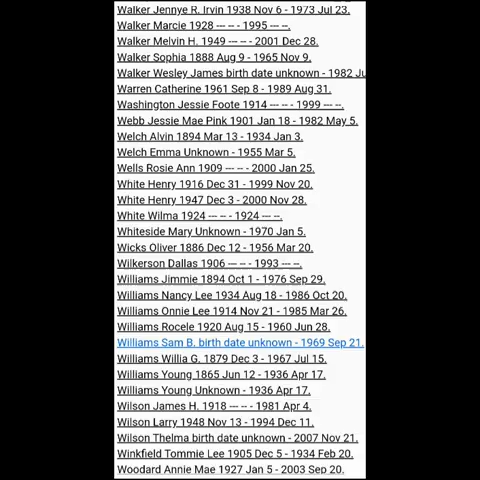 Walker Jennye R. Irvin 1938 Nov 6 - 1973 Jul 23.
Walker Marcie 1928 --- -- - 1995 --- --.
Walker Melvin H. 1949 --- -- - 2001 Dec 28.
Walker Sophia 1888 Aug 9 - 1965 Nov 9.
Walker Wesley James birth date unknown - 1982 Ju
Warren Catherine 1961 Sep 8 - 1989 Aug 31.
Washington Jessie Foote 1914 --- -- - 1999 --- --.
Webb Jessie Mae Pink 1901 Jan 18 - 1982 May 5.
Welch Alvin 1894 Mar 13 - 1934 Jan 3.
Welch Emma Unknown - 1955 Mar 5.
Wells Rosie Ann 1909 --- -- - 2000 Jan 25.
White Henry 1916 Dec 31 - 1999 Nov 20.
White Henry 1947 Dec 3 - 2000 Nov 28.
White Wilma 1924 --- -- - 1924 --- --.
Whiteside Mary Unknown - 1970 Jan 5.
Wicks Oliver 1886 Dec 12 - 1956 Mar 20.
Wilkerson Dallas 1906 --- -- - 1993 --- --.
Williams Jimmie 1894 Oct 1 - 1976 Sep 29.
Williams Nancy Lee 1934 Aug 18 - 1986 Oct 20.
Williams Onnie Lee 1914 Nov 21 - 1985 Mar 26.
Williams Rocele 1920 Aug 15 - 1960 Jun 28.
Williams Sam B. birth date unknown - 1969 Sep 21.
Williams Willia G. 1879 Dec 3 - 1967 Jul 15.
Williams Young 1865 Jun 12 - 1936 Apr 17.
Williams Young Unknown - 1936 Apr 17.
Wilson James H. 1918 --- -- - 1981 Apr 4.
Wilson Larry 1948 Nov 13 - 1994 Dec 11.
Wilson Thelma birth date unknown - 2007 Nov 21.
Winkfield Tommie Lee 1905 Dec 5 - 1934 Feb 20.
Woodard Annie Mae 1927 Jan 5 - 2003 Sep 20.